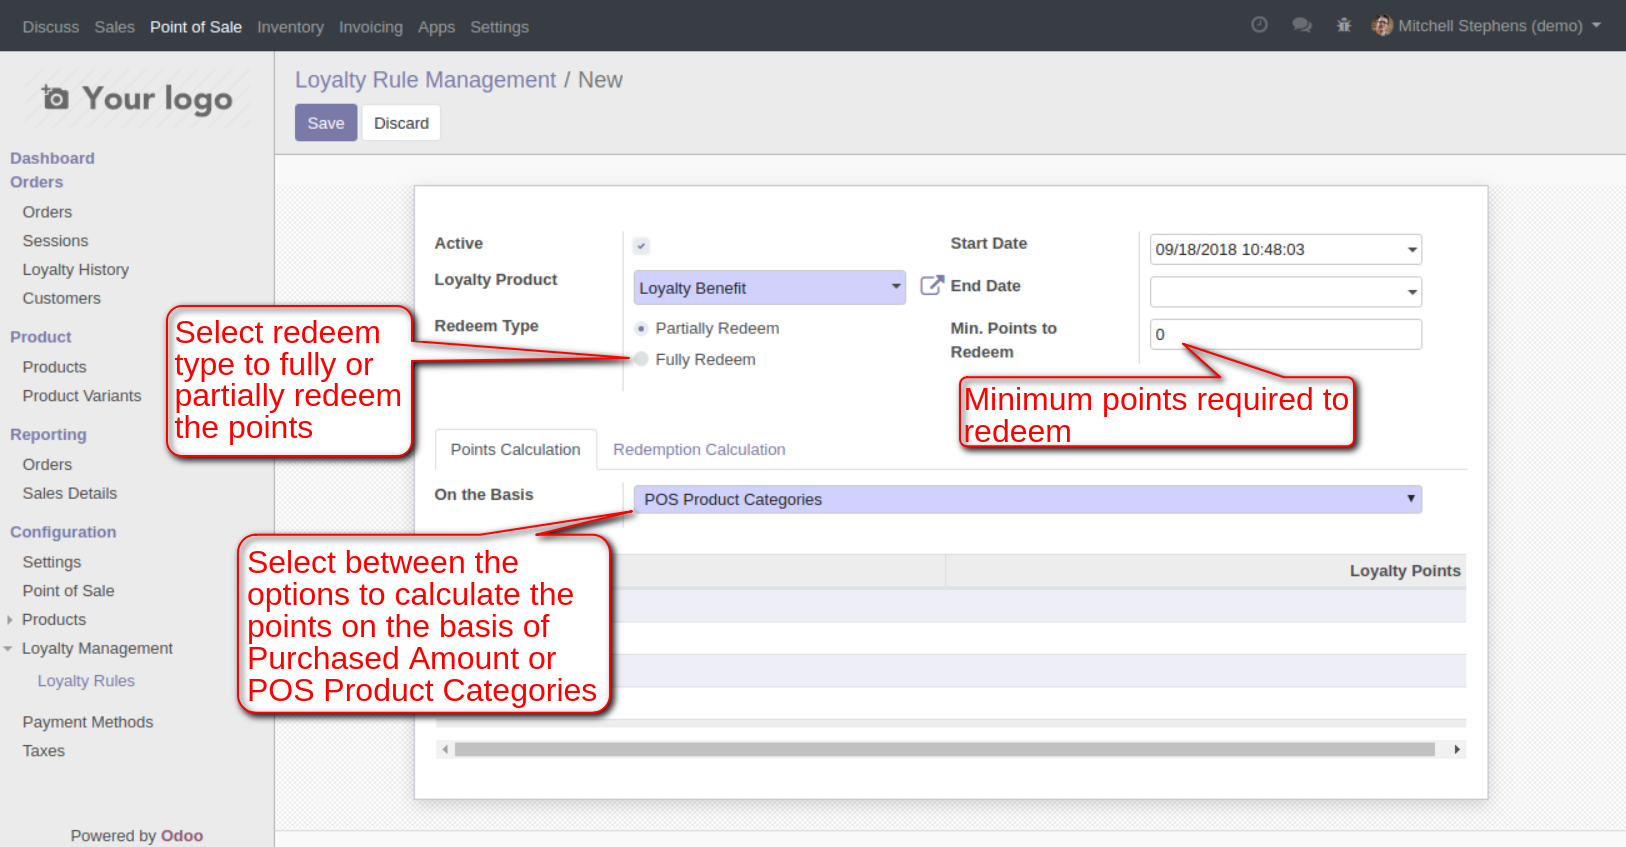 Discuss Sales Point of Sale Inventory Invoicing Apps Settings
Mitchell Stephens (demo)
Your logo
Loyalty Rule Management / New
Save Discard
Dashboard
Orders
Orders
Sessions
Loyalty History
Customers
Product
Products
Product Variants
Reporting
Orders
Sales Details
Configuration
Settings
Point of Sale
Products
Loyalty Management
Loyalty Rules
Payment Methods
Taxes
Powered by Odoo
Active
Loyalty Product Loyalty Benefit
Redeem Type Partially Redeem
Fully Redeem
Start Date 09/18/2018 10:48:03
End Date
Min. Points to
Redeem
0
Select redeem
type to fully or
partially redeem
the points
Minimum points required to
redeem
Points Calculation Redemption Calculation
On the Basis POS Product Categories
Select between the
options to calculate the
points on the basis of
Purchased Amount or
POS Product Categories
Loyalty Points